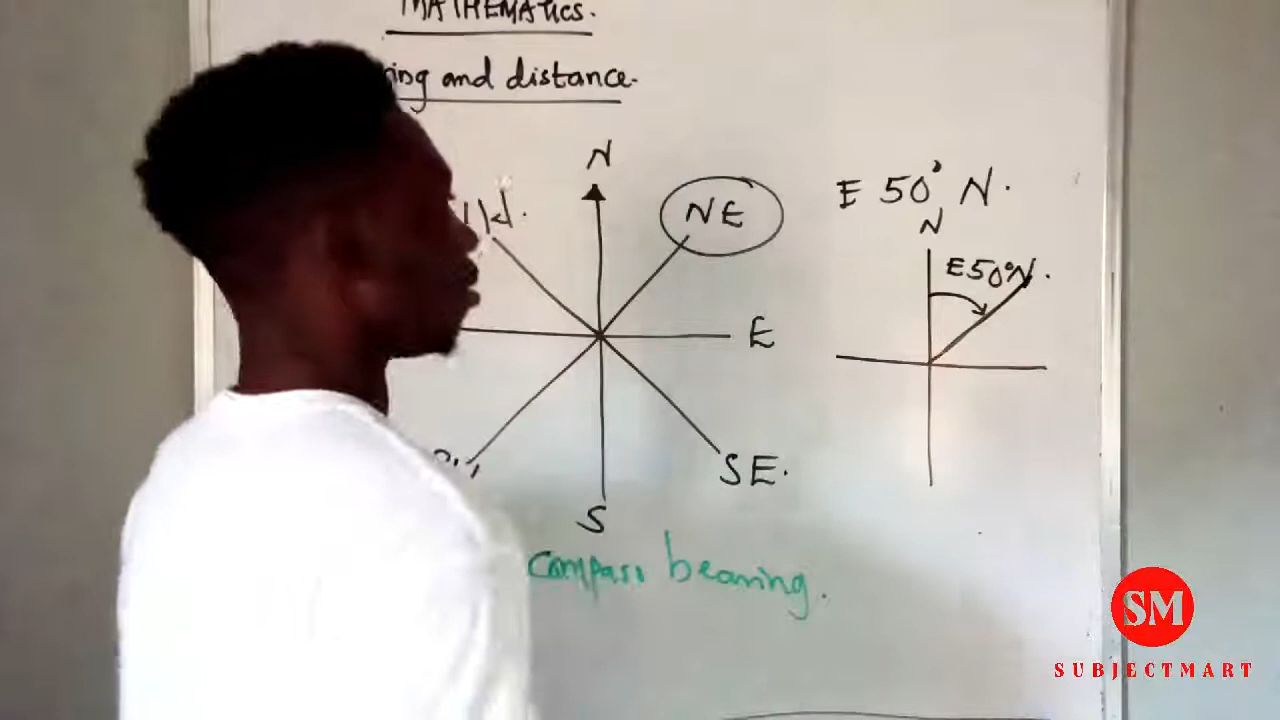 MATHEMATICS.
and distance.
N
NE
E
SE.
S
compass bearing.
E 50° N.
N
E50°N.
SM
SUBJECTMART